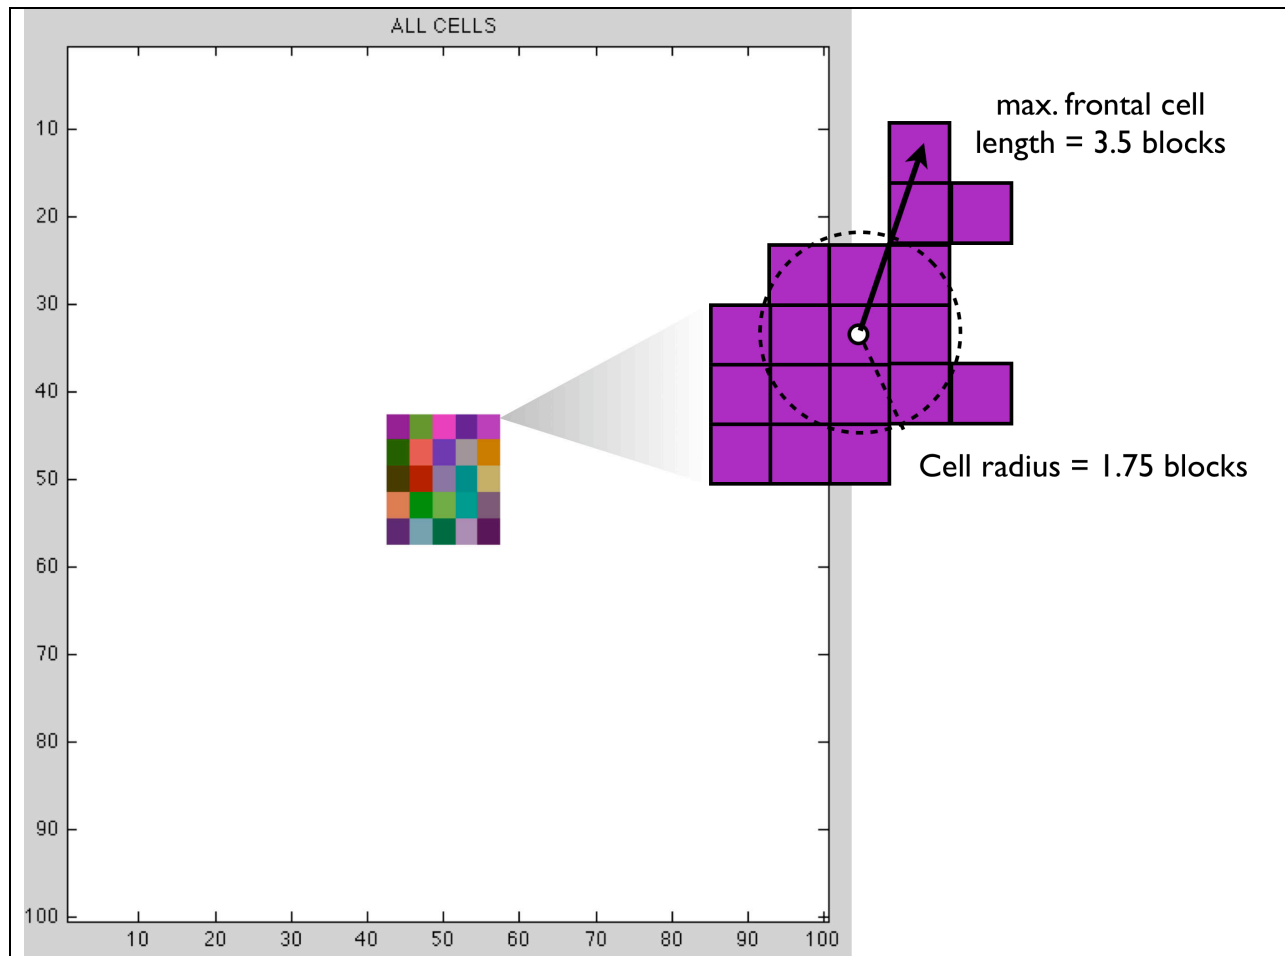 ALL CELLS
max. frontal cell
length = 3.5 blocks
Cell radius = 1.75 blocks
10
20
30
40
50
60
70
80
90
100
10 20 30 40 50 60 70 80 90 100